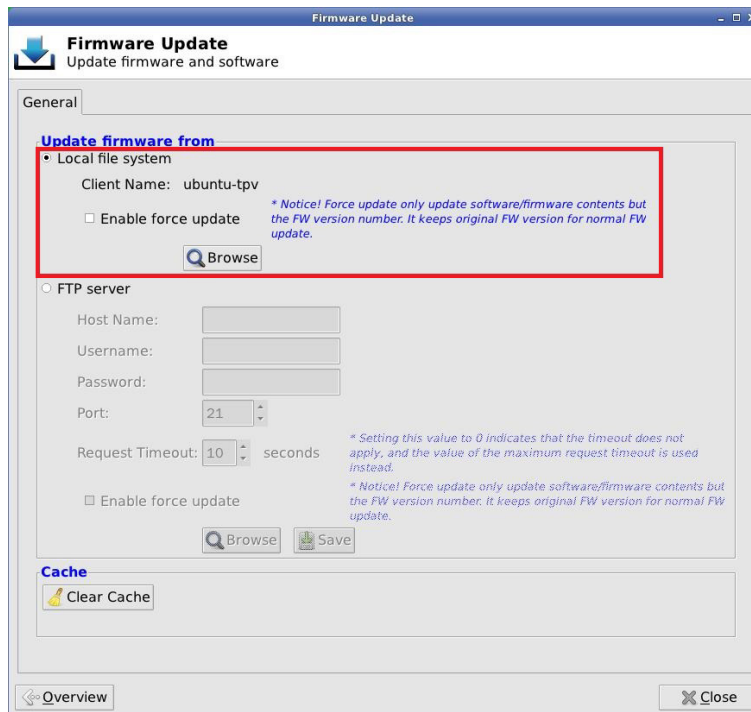 Firmware Update
Firmware Update
Update firmware and software
General
Update firmware from
Local file system
Client Name: ubuntu-tpv
Enable force update
* Notice! Force update only update software/firmware contents but
the FW version number. It keeps original FW version for normal FW
update.
Browse
FTP server
Host Name:
Username:
Password:
Port: 21
Request Timeout: 10 seconds
* Setting this value to 0 indicates that the timeout does not
apply, and the value of the maximum request timeout is used
instead.
Enable force update
* Notice! Force update only update software/firmware contents but
the FW version number. It keeps original FW version for normal FW
update.
Browse Save
Cache
Clear Cache
Overview Close